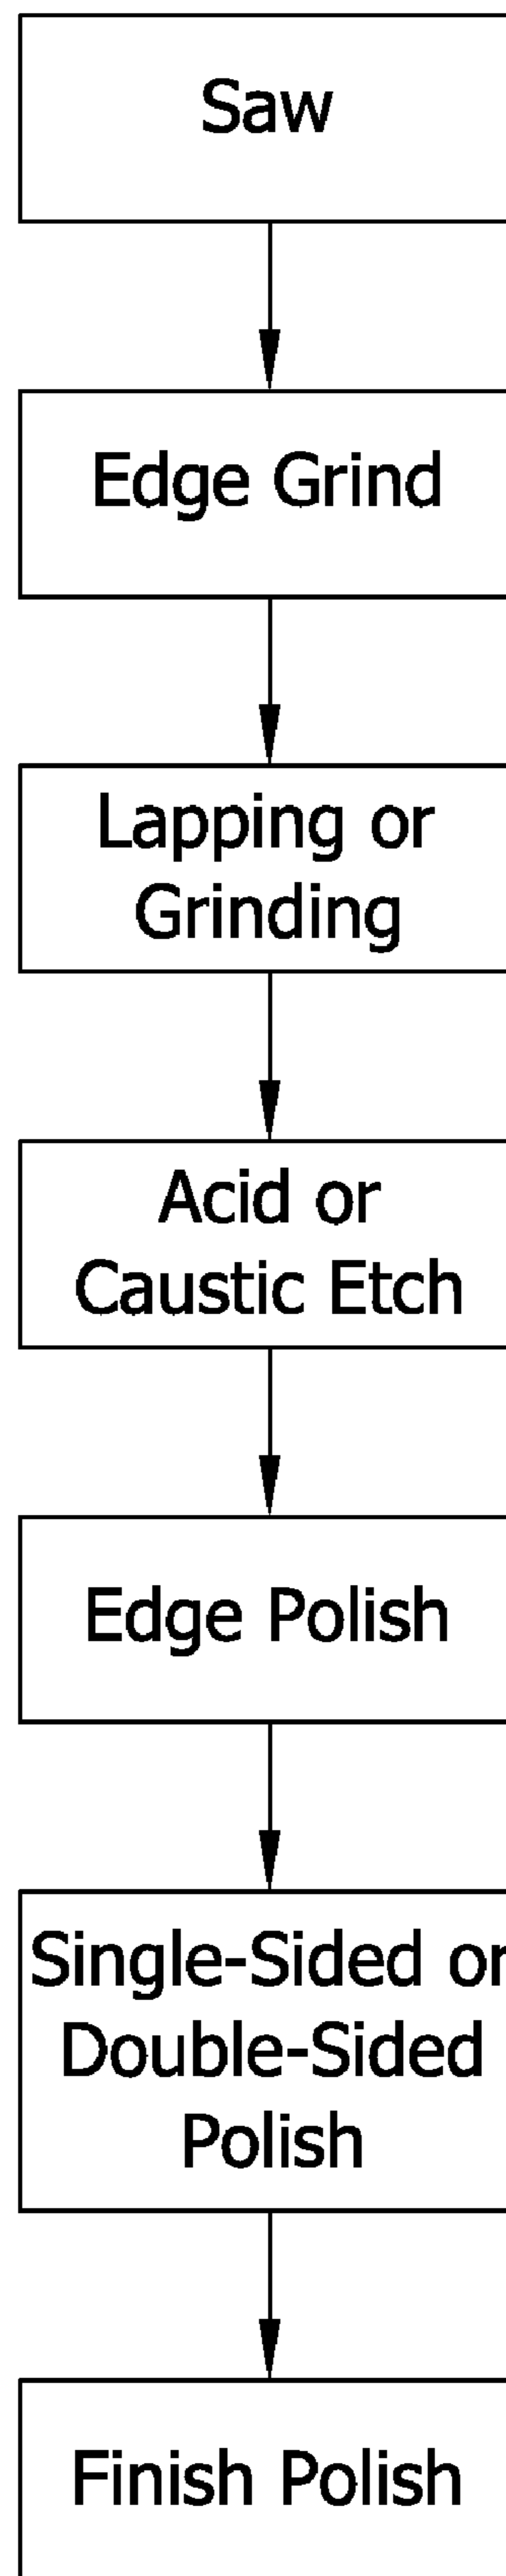 Saw
Edge Grind
Lapping or
Grinding
Acid or
Caustic Etch
Edge Polish
Single-Sided or
Double-Sided
Polish
Finish Polish